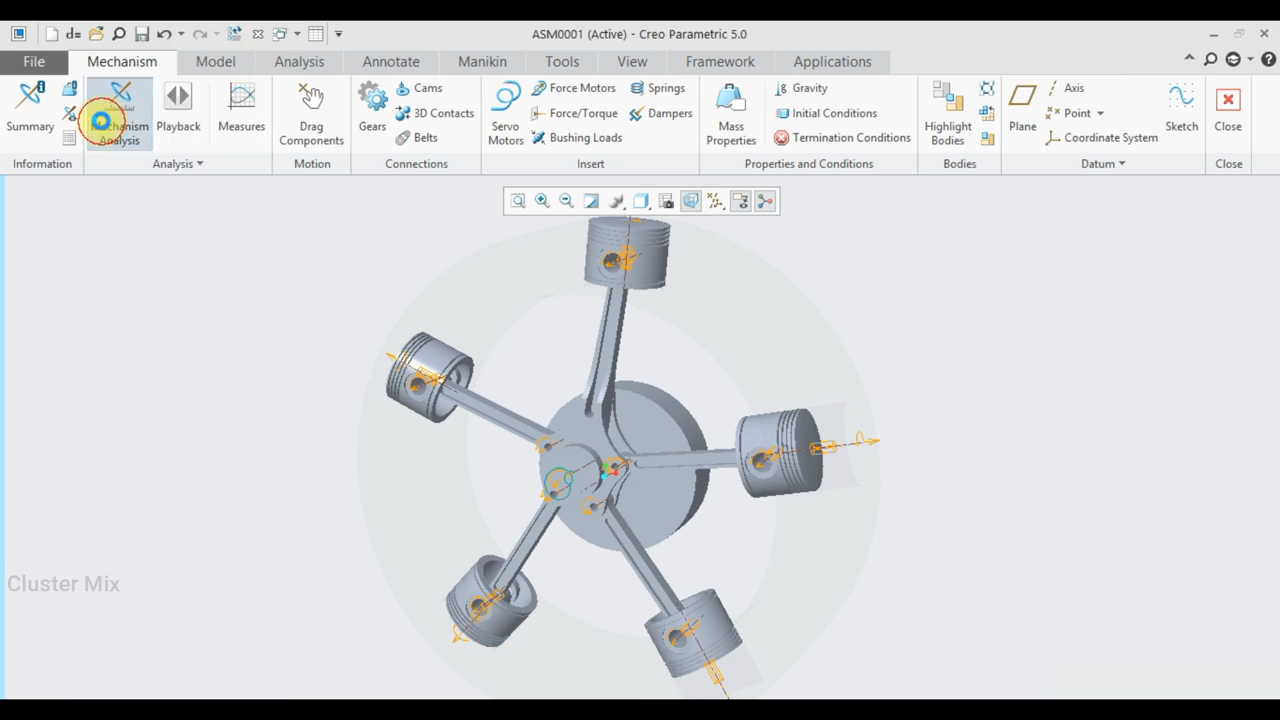 d=
ASM0001 (Active) - Creo Parametric 5.0
File Mechanism Model Analysis Annotate Manikin Tools View Framework Applications
Summary
Mechanism
Analysis
Playback
Measures
Drag
Components
Gears
Cams
3D Contacts
Belts
Servo
Motors
Force Motors
Force/Torque
Bushing Loads
Springs
Dampers
Mass
Properties
Gravity
Initial Conditions
Termination Conditions
Highlight
Bodies
Plane
Axis
Point
Coordinate System
Sketch
Close
Information Analysis Motion Connections Insert Properties and Conditions Bodies Datum Close
Cluster Mix